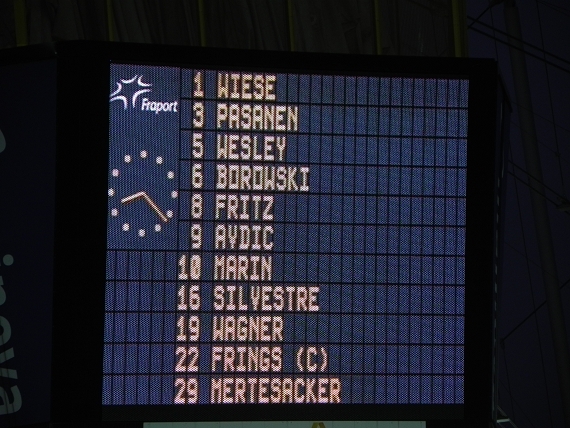 Fraport
1 WIESE
3 PASANEN
5 WESLEY
6 BOROWSKI
8 FRITZ
9 AVDIC
10 MARIN
16 SILVESTRE
19 WAGNER
22 FRINGS (C)
29 MERTESACKER